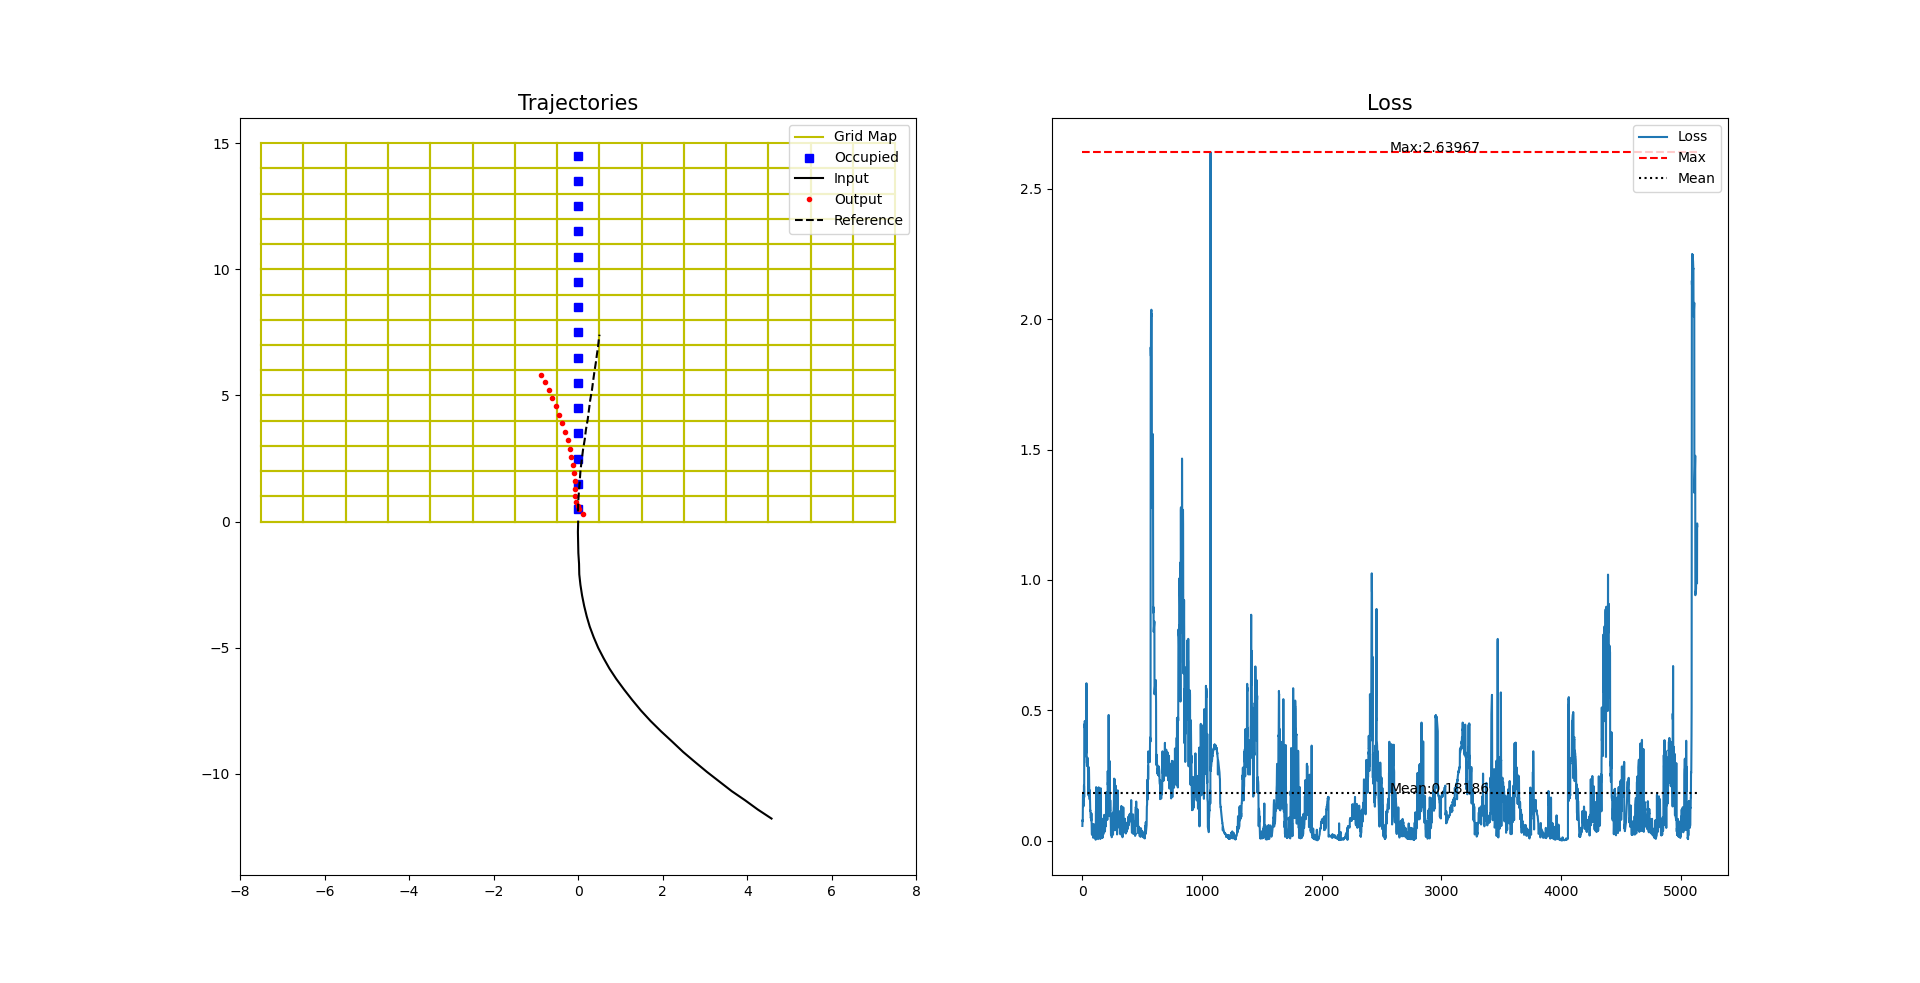 Trajectories
15
10
5
0
−5
−10
−8
−6
−4
−2
0
2
4
6
8
Grid Map
Occupied
Input
Output
Reference
Loss
2.5
2.0
1.5
1.0
0.5
0.0
0
1000
2000
3000
4000
5000
Max:2.63967
Mean:0.18186
Loss
Max
Mean